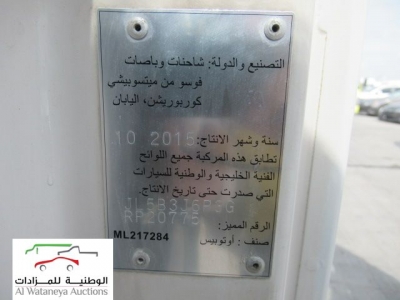 التصنيع والدولة: شاحنات وباصات
فوسو من ميتسوبيشي
كوربوريشن، اليابان
سنة وشهر الانتاج: 2015 10
تطابق هذه المركبة جميع اللوائح
الفنية الخليجية والوطنية للسيارات
التي صدرت حتى تاريخ الانتاج.
الرقم المميز:
صنف: أوتوبيس
ML217284
الوطنية للمزادات
Al Wataneya Auctions